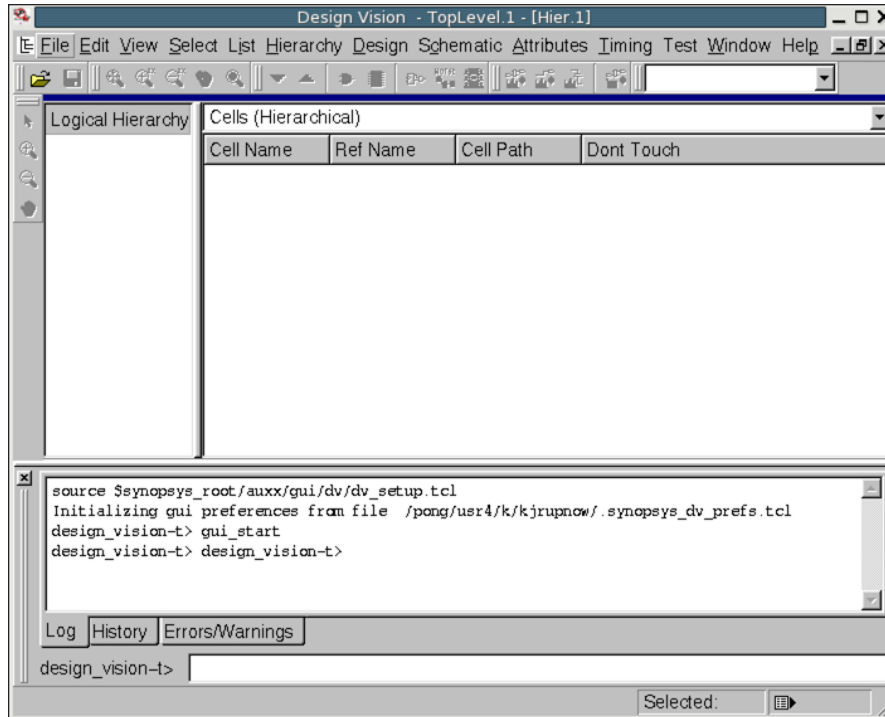 Design Vision - TopLevel.1 - [Hier.1]
File Edit View Select List Hierarchy Design Schematic Attributes Timing Test Window Help
Logical Hierarchy
Cells (Hierarchical)
Cell Name Ref Name Cell Path Dont Touch
source $synopsys_root/auxx/gui/dv/dv_setup.tcl
Initializing gui preferences from file /pong/usr4/k/kjrupnow/.synopsys_dv_prefs.tcl
design_vision-t> gui_start
design_vision-t> design_vision-t>
Log History Errors/Warnings
design_vision-t>
Selected: